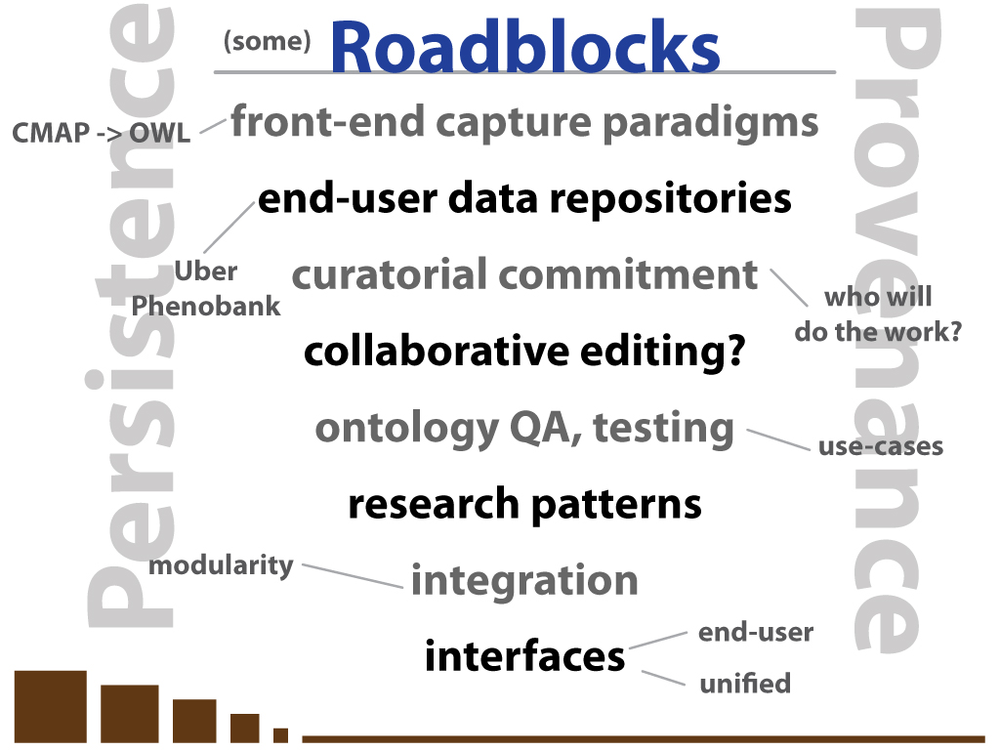 (some) Roadblocks
Persistence
Provenance
CMAP -> OWL
front-end capture paradigms
end-user data repositories
Uber
Phenobank
curatorial commitment
who will
do the work?
collaborative editing?
ontology QA, testing
use-cases
research patterns
modularity
integration
interfaces
end-user
unified